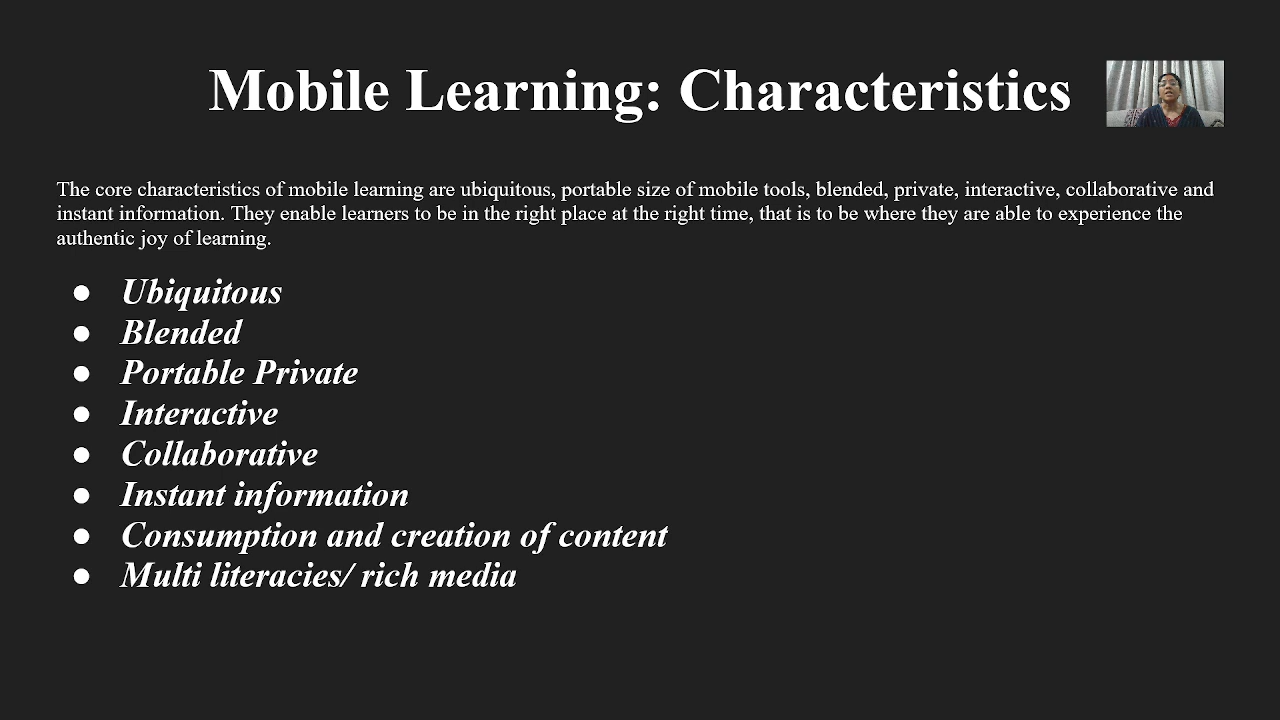 Mobile Learning: Characteristics
The core characteristics of mobile learning are ubiquitous, portable size of mobile tools, blended, private, interactive, collaborative and
instant information. They enable learners to be in the right place at the right time, that is to be where they are able to experience the
authentic joy of learning.
● Ubiquitous
● Blended
● Portable Private
● Interactive
● Collaborative
● Instant information
● Consumption and creation of content
● Multi literacies/ rich media